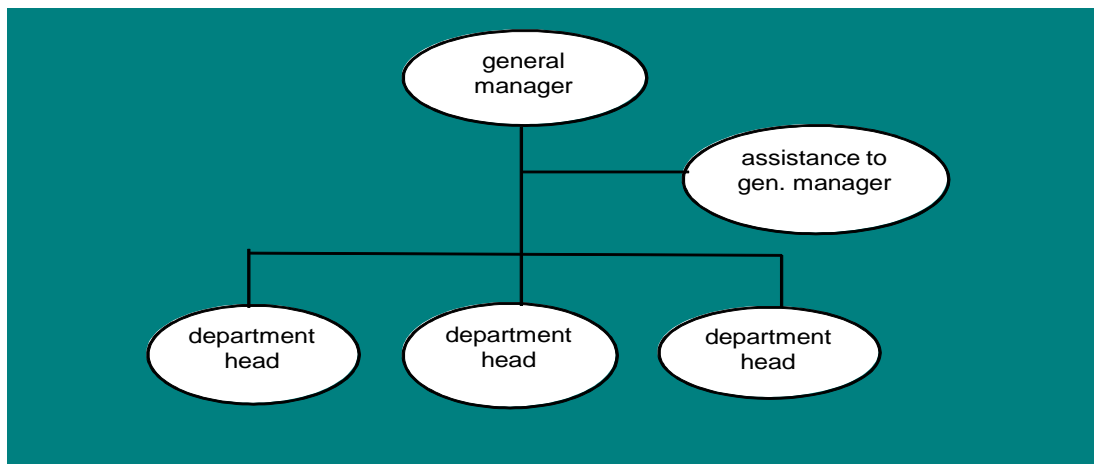 general
manager
assistance to
gen. manager
department
head
department
head
department
head